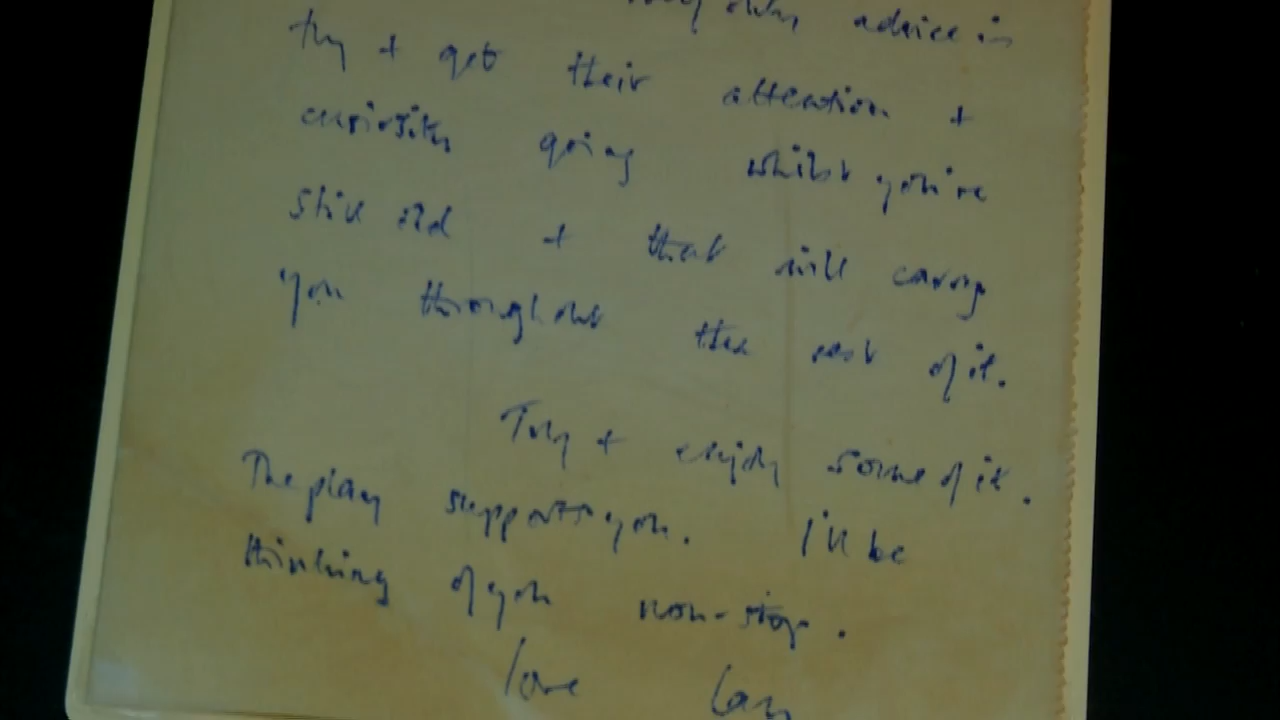 only advice is
try + get their attention +
curiosity going whilst you're
still old + that will carry
you throughout the rest of it.
Try + enjoy some of it.
The play supports you. I'll be
thinking of you non-stop.
love